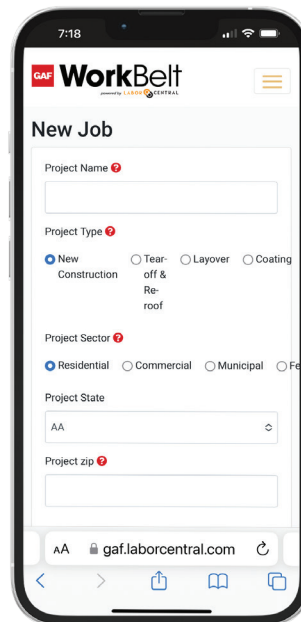 7:18
GAF WorkBelt
powered by LABOR CENTRAL
New Job
Project Name ?
Project Type ?
New Construction
Tear-off & Re-roof
Layover
Coating
Project Sector ?
Residential
Commercial
Municipal
Fe
Project State
AA
Project zip ?
AA gaf.laborcentral.com